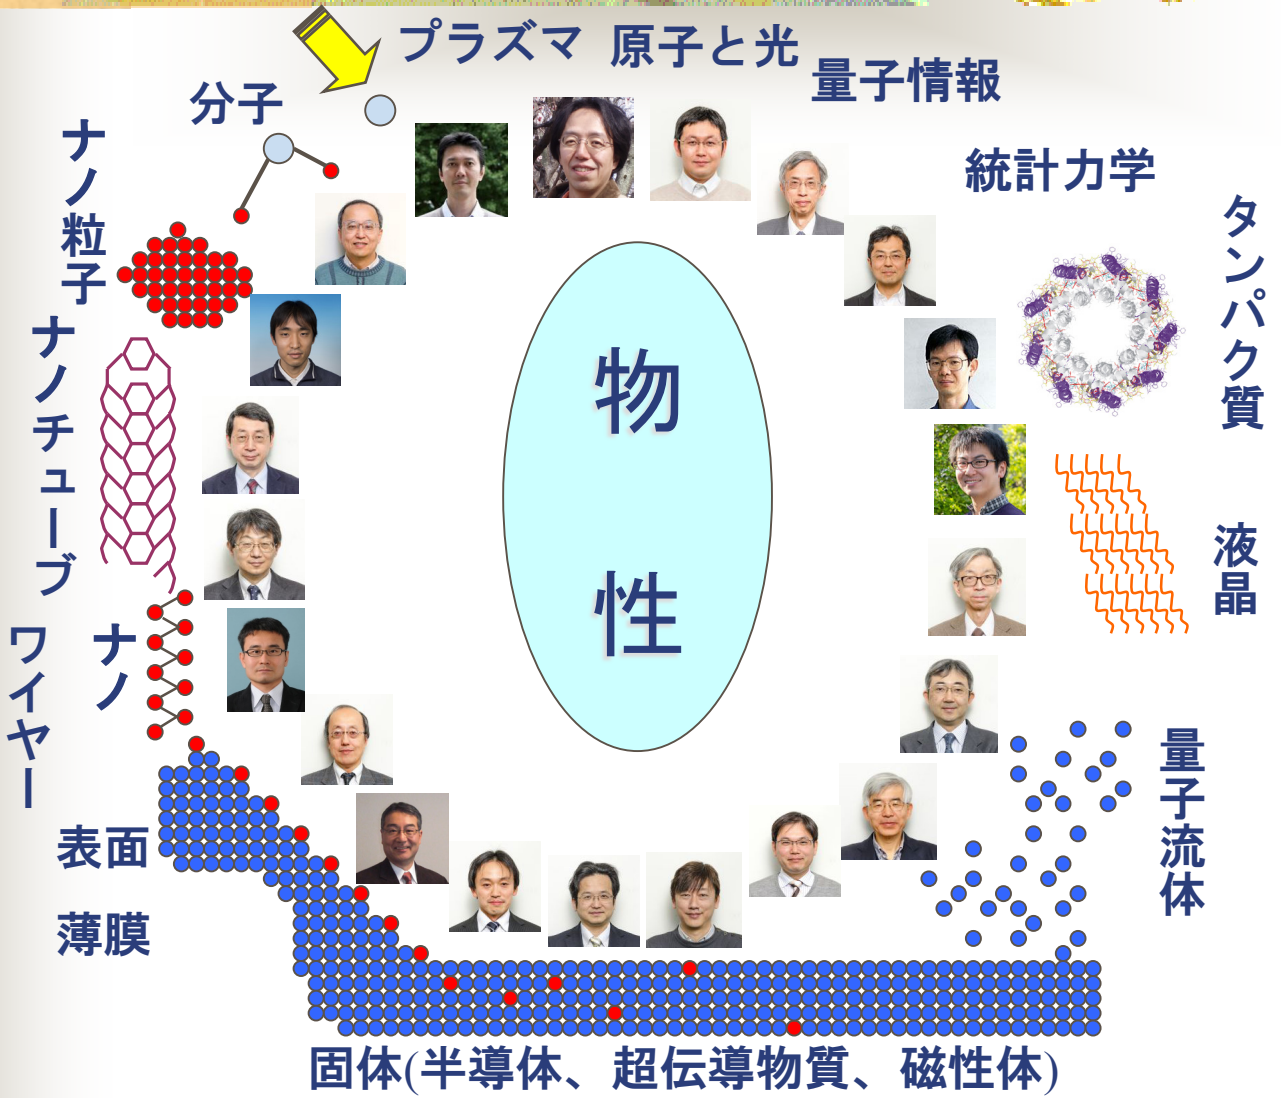 プラズマ
原子と光
量子情報
分子
統計力学
ナノ粒子
タンパク質
ナノチューブ
物性
液晶
ナノ
ワイヤー
量子流体
表面
薄膜
固体(半導体、超伝導物質、磁性体)